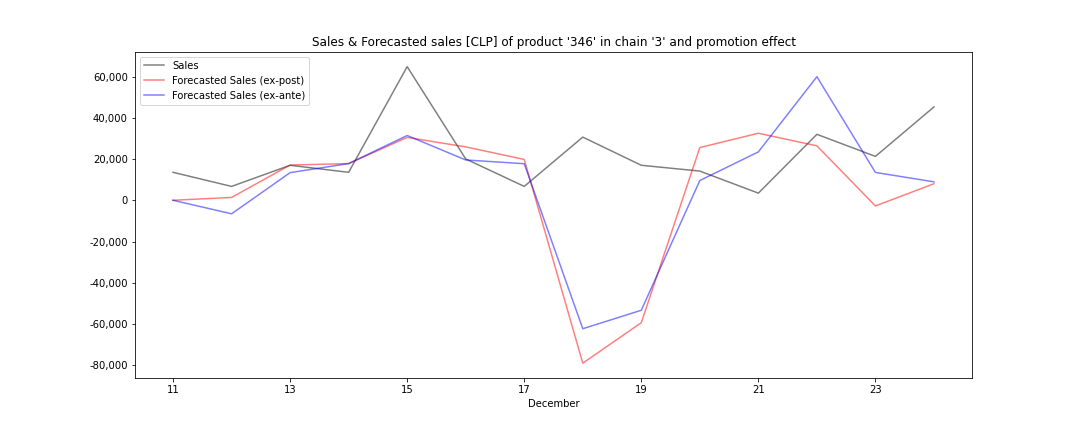 Sales & Forecasted sales [CLP] of product '346' in chain '3' and promotion effect
Sales
Forecasted Sales (ex-post)
Forecasted Sales (ex-ante)
60,000
40,000
20,000
0
-20,000
-40,000
-60,000
-80,000
11 13 15 17 19 21 23
December